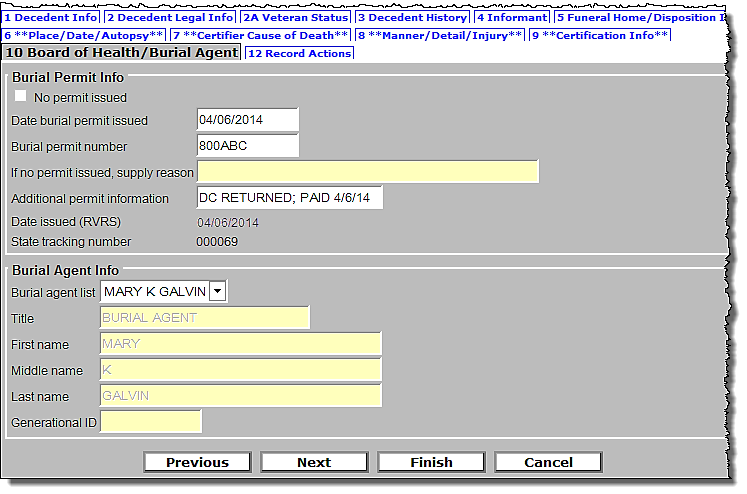 1 Decedent Info 2 Decedent Legal Info 2A Veteran Status 3 Decedent History 4 Informant 5 Funeral Home/Disposition I
6 **Place/Date/Autopsy** 7 **Certifier Cause of Death** 8 **Manner/Detail/Injury** 9 **Certification Info**
10 Board of Health/Burial Agent 12 Record Actions
Burial Permit Info
No permit issued
Date burial permit issued 04/06/2014
Burial permit number 800ABC
If no permit issued, supply reason
Additional permit information DC RETURNED; PAID 4/6/14
Date issued (RVRS) 04/06/2014
State tracking number 000069
Burial Agent Info
Burial agent list MARY K GALVIN
Title BURIAL AGENT
First name MARY
Middle name K
Last name GALVIN
Generational ID
Previous Next Finish Cancel